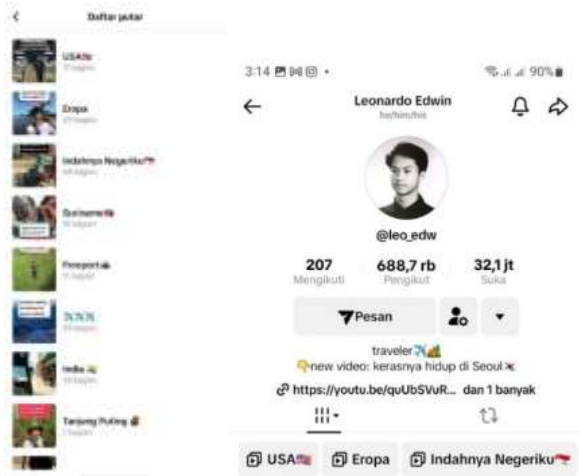 Daftar putar
USA
Eropa
Indahnya Negeriku
Suriname
Freeport
India
Tanjung Puting
3:14
90%
Leonardo Edwin
he/him/his
@leo_edw
207
688,7 rb
32,1 jt
Mengikuti
Pengikut
Suka
Pesan
traveler
new video: kerasnya hidup di Seoul
https://youtu.be/quUbSVuR... dan 1 banyak
USA
Eropa
Indahnya Negeriku